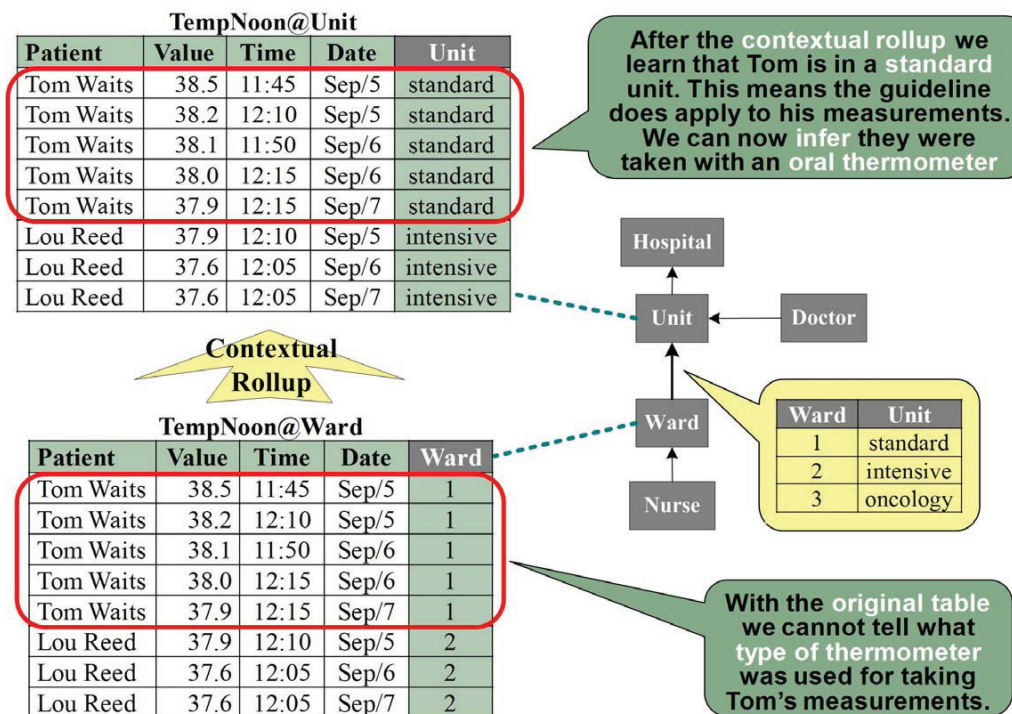 TempNoon@Unit
Patient Value Time Date Unit
Tom Waits 38.5 11:45 Sep/5 standard
Tom Waits 38.2 12:10 Sep/5 standard
Tom Waits 38.1 11:50 Sep/6 standard
Tom Waits 38.0 12:15 Sep/6 standard
Tom Waits 37.9 12:15 Sep/7 standard
Lou Reed 37.9 12:10 Sep/5 intensive
Lou Reed 37.6 12:05 Sep/6 intensive
Lou Reed 37.6 12:05 Sep/7 intensive
After the contextual rollup we
learn that Tom is in a standard
unit. This means the guideline
does apply to his measurements.
We can now infer they were
taken with an oral thermometer
Hospital
Unit
Doctor
Ward
Nurse
Ward Unit
1 standard
2 intensive
3 oncology
Contextual
Rollup
TempNoon@Ward
Patient Value Time Date Ward
Tom Waits 38.5 11:45 Sep/5 1
Tom Waits 38.2 12:10 Sep/5 1
Tom Waits 38.1 11:50 Sep/6 1
Tom Waits 38.0 12:15 Sep/6 1
Tom Waits 37.9 12:15 Sep/7 1
Lou Reed 37.9 12:10 Sep/5 2
Lou Reed 37.6 12:05 Sep/6 2
Lou Reed 37.6 12:05 Sep/7 2
With the original table
we cannot tell what
type of thermometer
was used for taking
Tom's measurements.